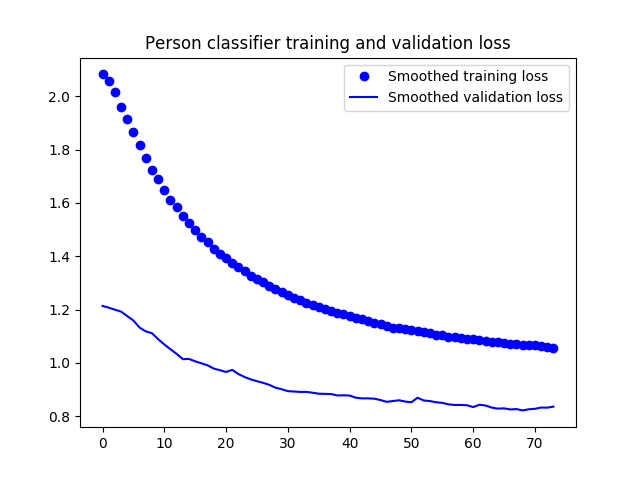 Person classifier training and validation loss
Smoothed training loss
Smoothed validation loss
2.0
1.8
1.6
1.4
1.2
1.0
0.8
0 10 20 30 40 50 60 70